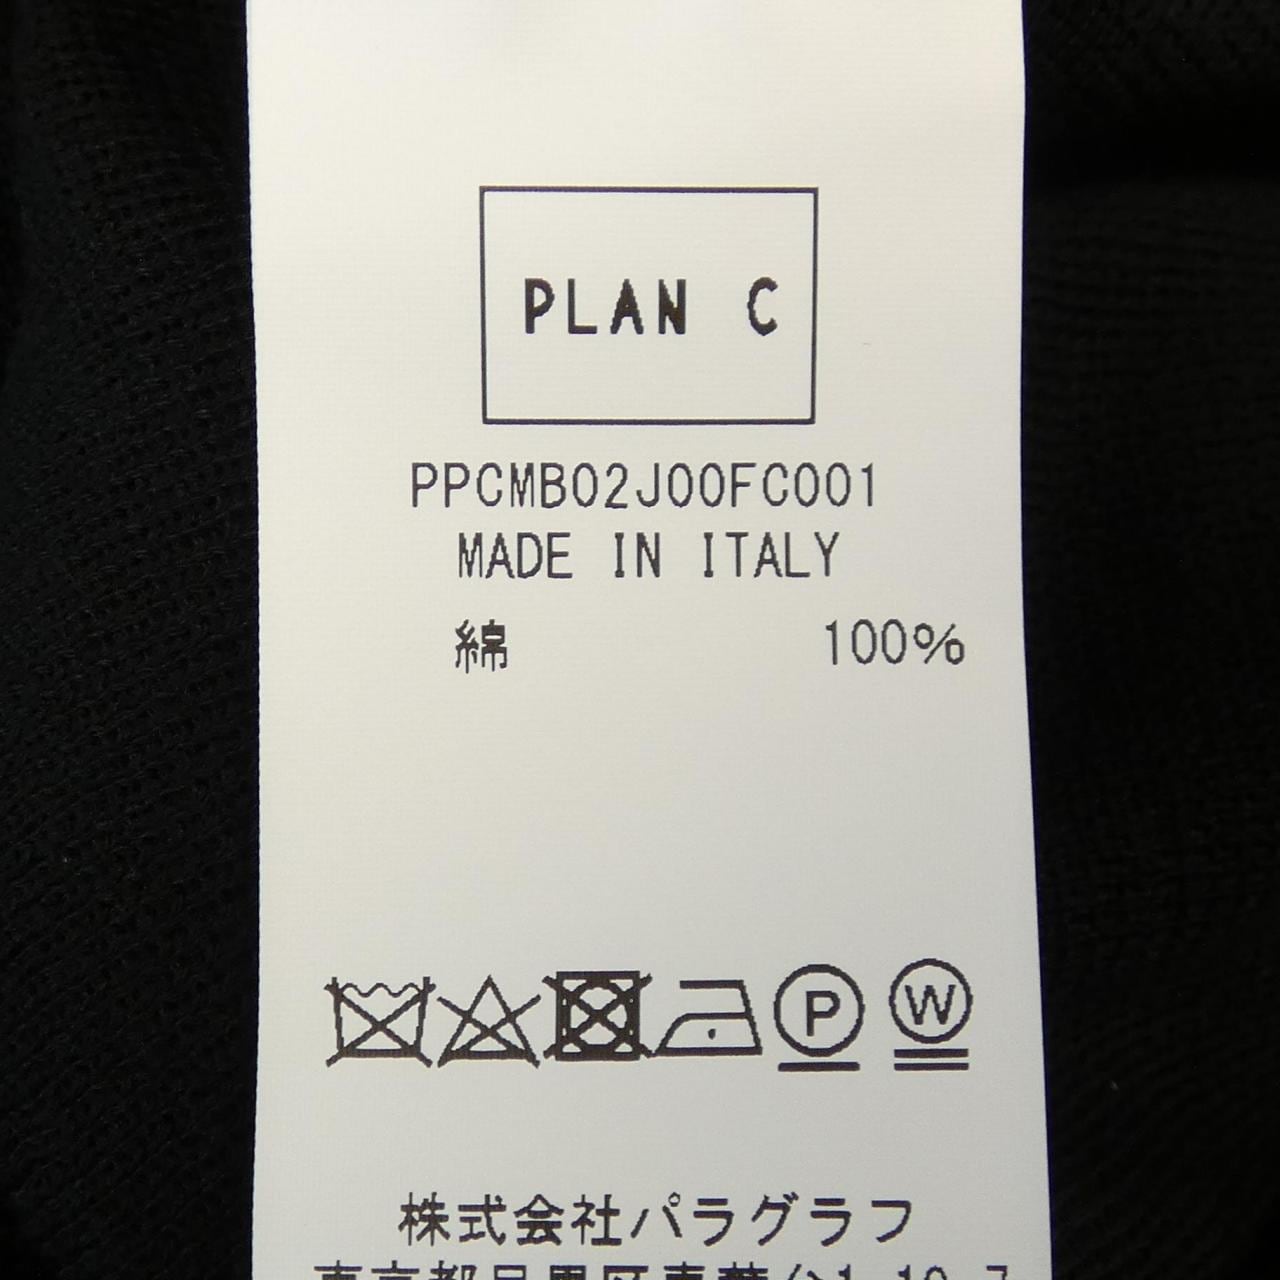 PLAN C
PPCMB02J00FC001
MADE IN ITALY
綿 100%
P W
株式会社パラグラフ